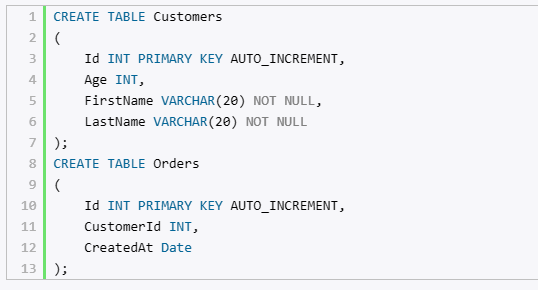 1 CREATE TABLE Customers
2 (
3     Id INT PRIMARY KEY AUTO_INCREMENT,
4     Age INT,
5     FirstName VARCHAR(20) NOT NULL,
6     LastName VARCHAR(20) NOT NULL
7 );
8 CREATE TABLE Orders
9 (
10     Id INT PRIMARY KEY AUTO_INCREMENT,
11     CustomerId INT,
12     CreatedAt Date
13 );